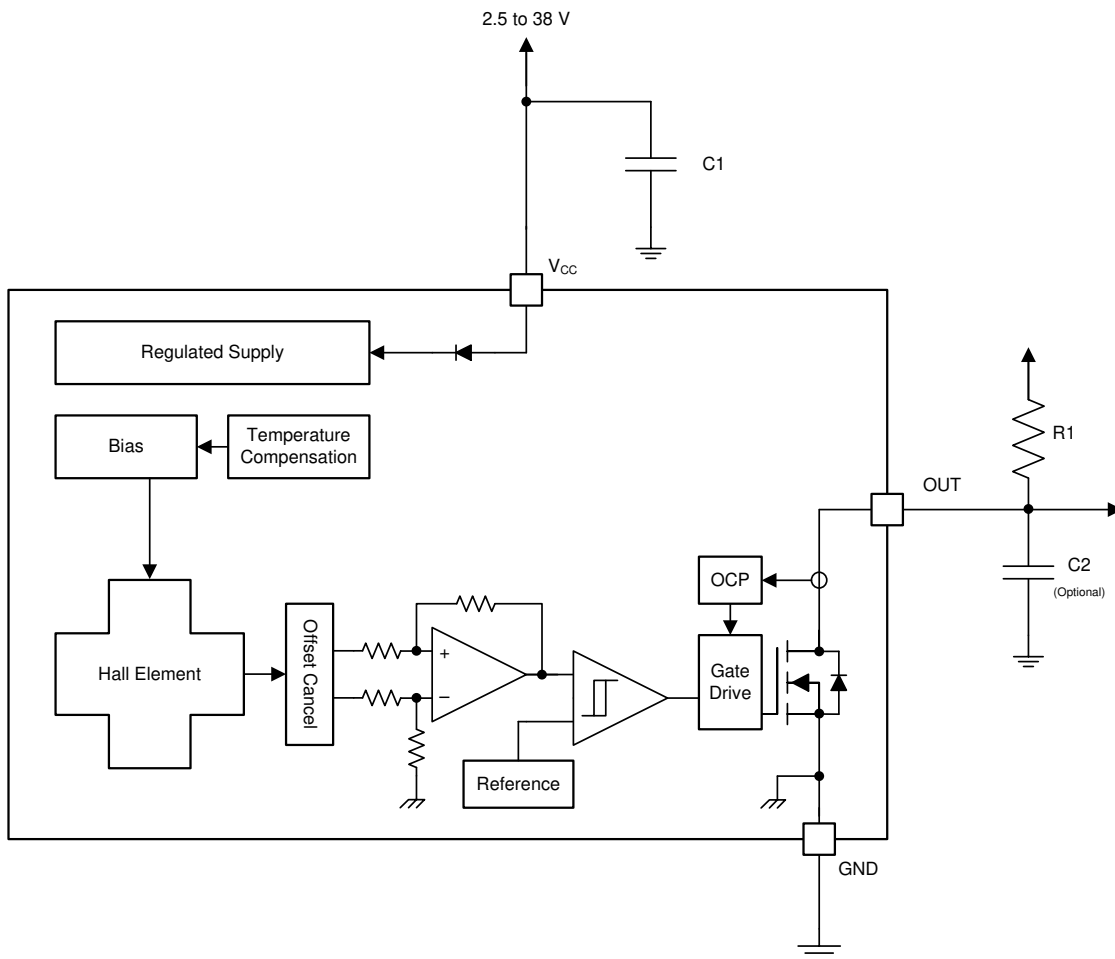 2.5 to 38 V
C1
VCC
Regulated Supply
Bias
Temperature
Compensation
R1
OUT
C2
(Optional)
OCP
Hall Element
Offset Cancel
+
−
Gate
Drive
Reference
GND